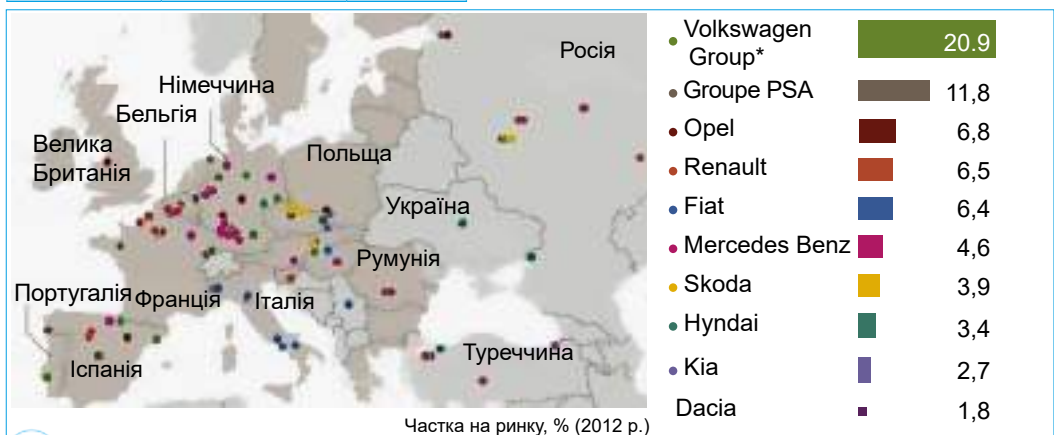 Росія
Німеччина
Бельгія
Велика
Британія
Польща
Україна
Румунія
Португалія
Франція
Італія
Іспанія
Туреччина
Частка на ринку, % (2012 р.)
Volkswagen
Group*
20.9
Groupe PSA 11,8
Opel 6,8
Renault 6,5
Fiat 6,4
Mercedes Benz 4,6
Skoda 3,9
Hyndai 3,4
Kia 2,7
Dacia 1,8